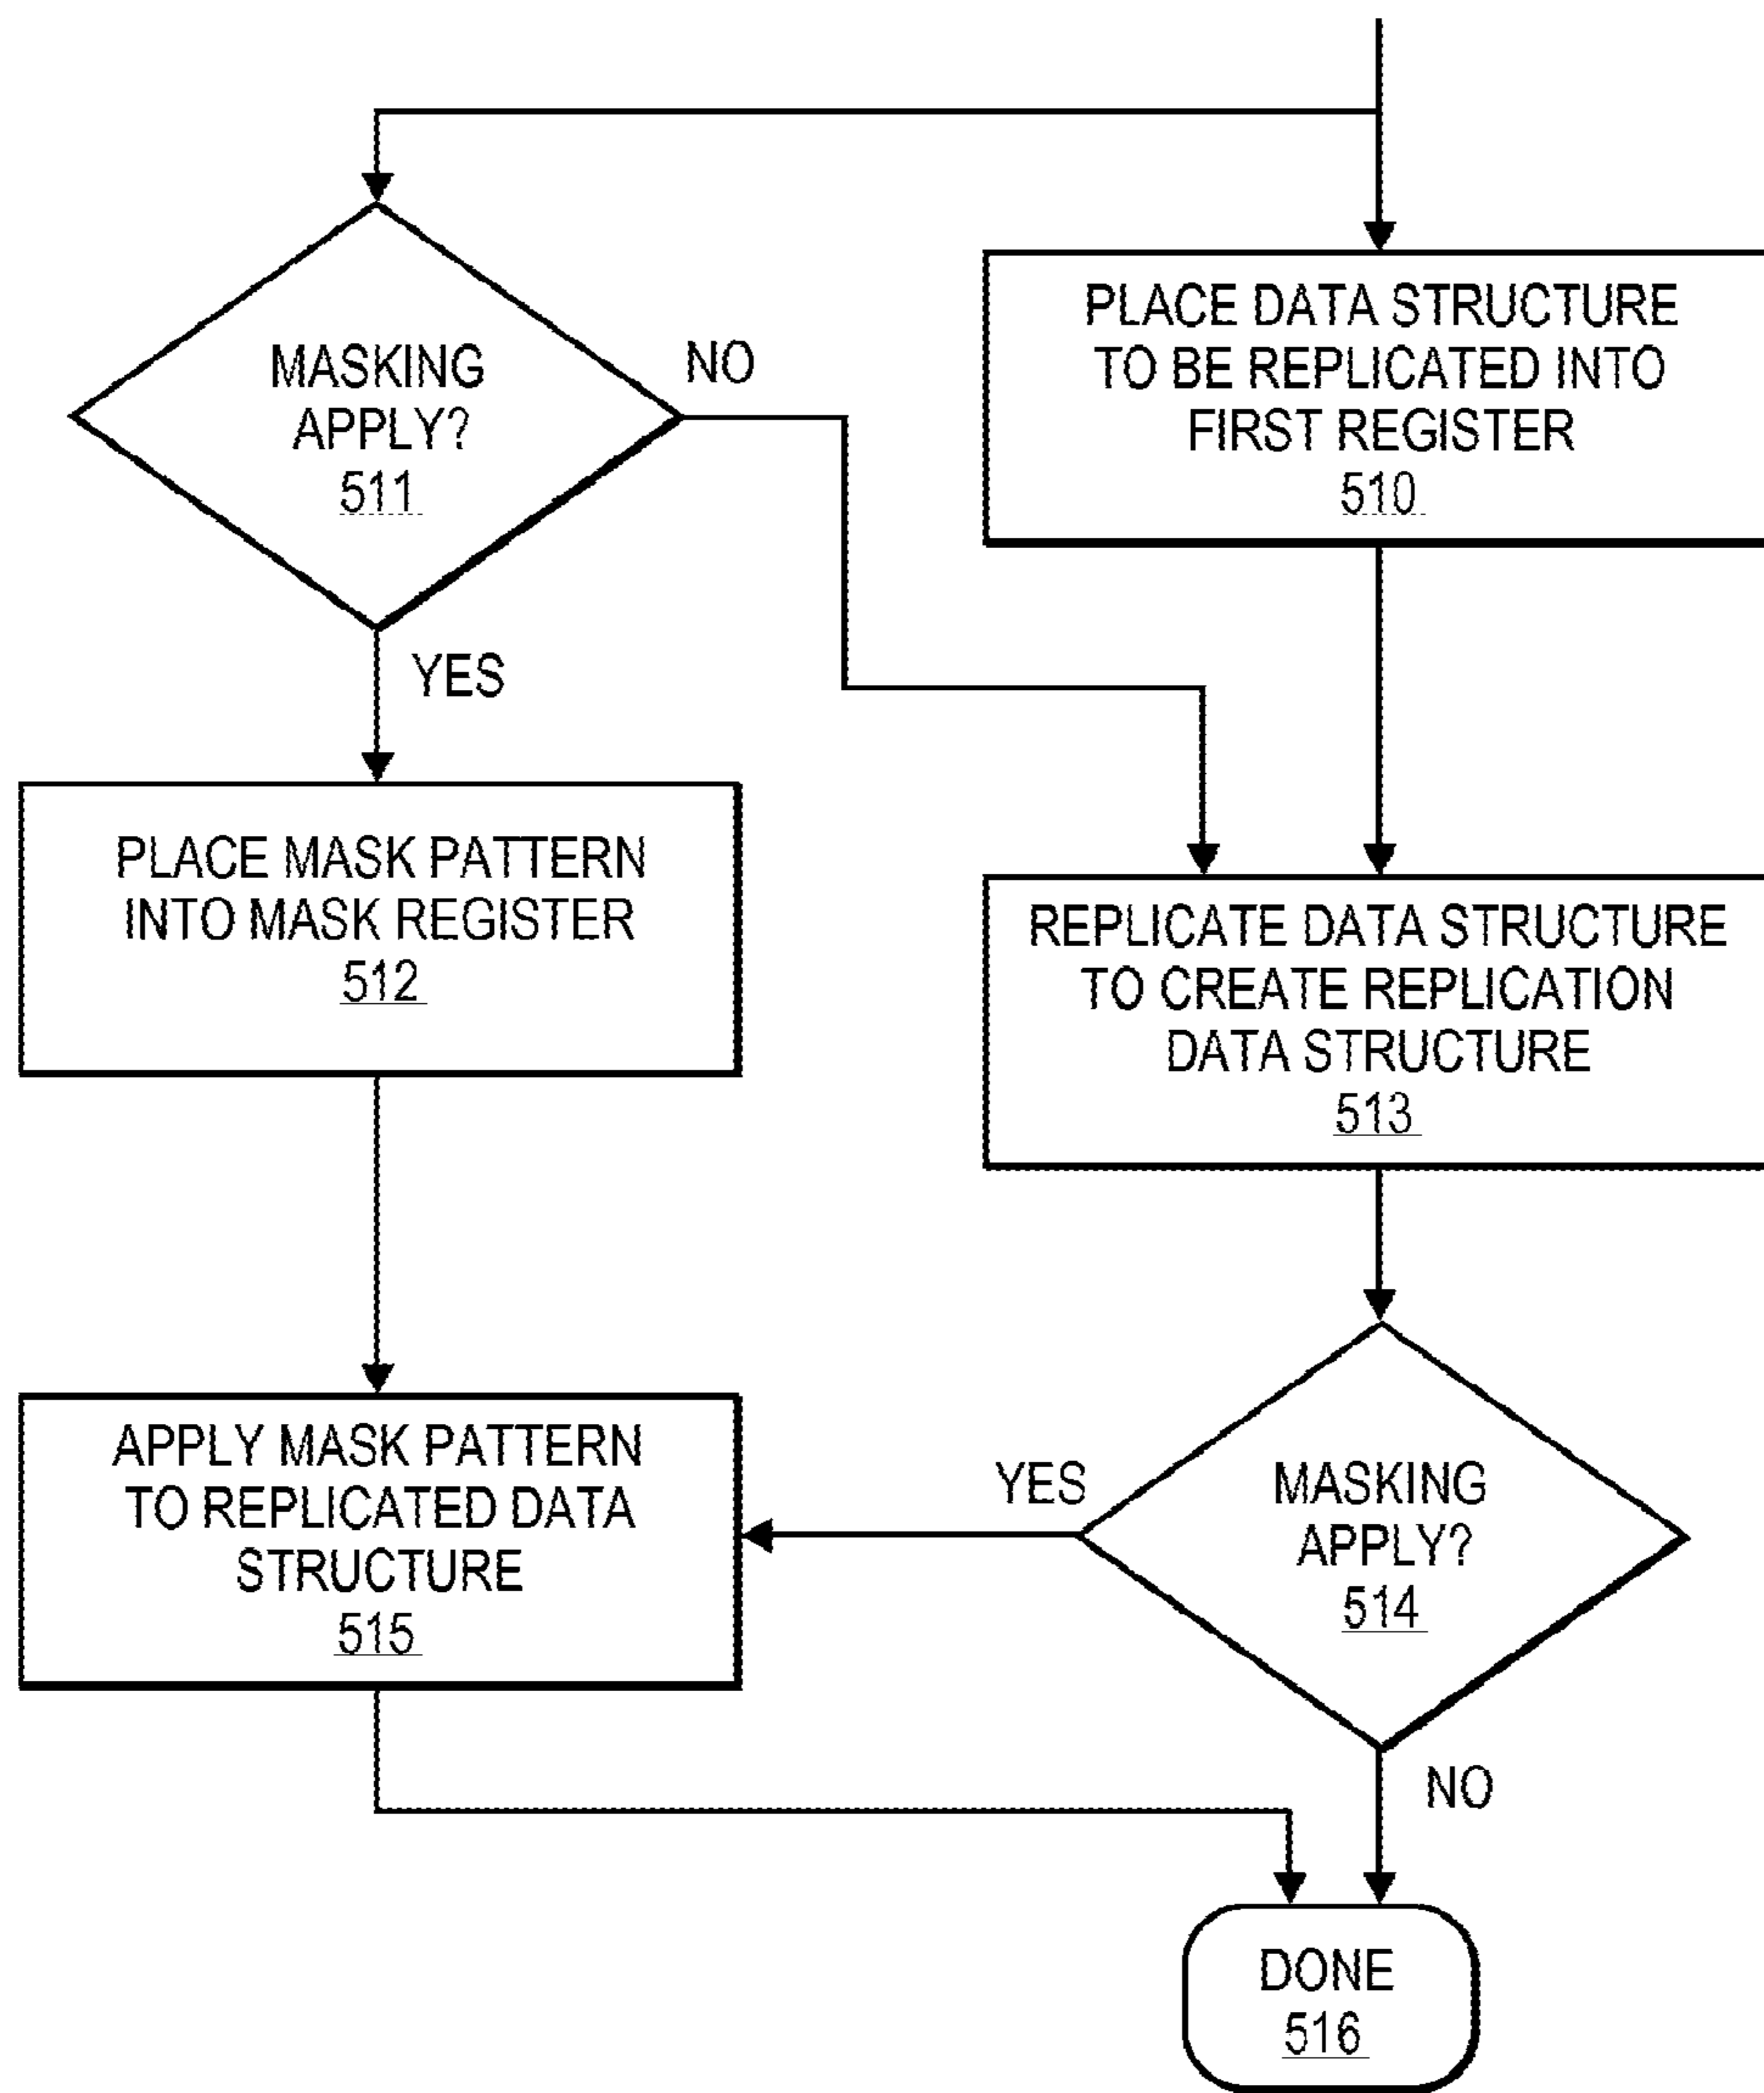 MASKING
APPLY?
511
NO
YES
PLACE DATA STRUCTURE
TO BE REPLICATED INTO
FIRST REGISTER
510
PLACE MASK PATTERN
INTO MASK REGISTER
512
REPLICATE DATA STRUCTURE
TO CREATE REPLICATION
DATA STRUCTURE
513
APPLY MASK PATTERN
TO REPLICATED DATA
STRUCTURE
515
YES
MASKING
APPLY?
514
NO
DONE
516